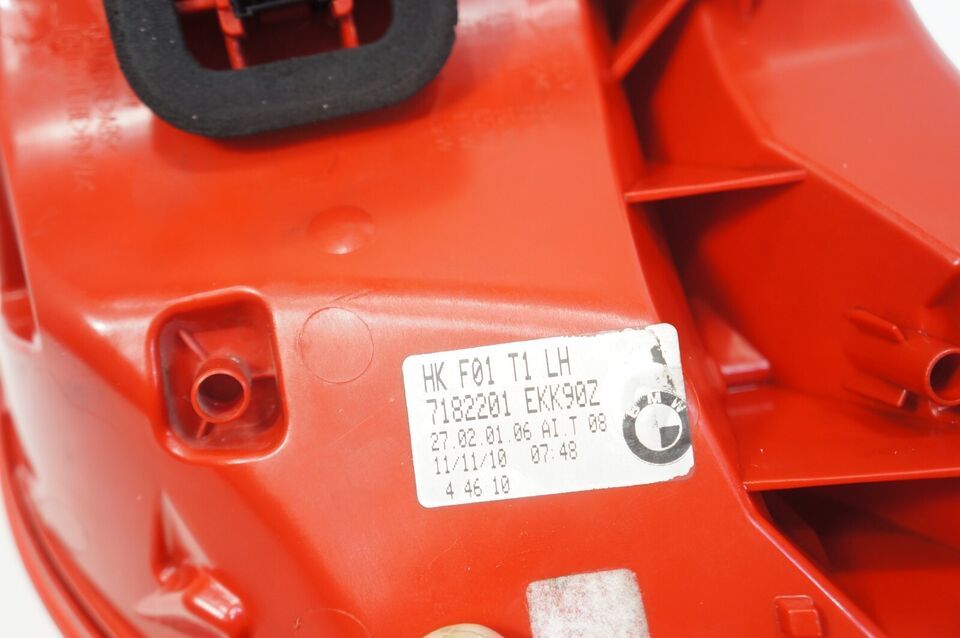 HK F01 T1 LH
7182201 EKK90Z
27.02.01.06 AI.T 08
11/11/10 07:48
4 46 10
BMW